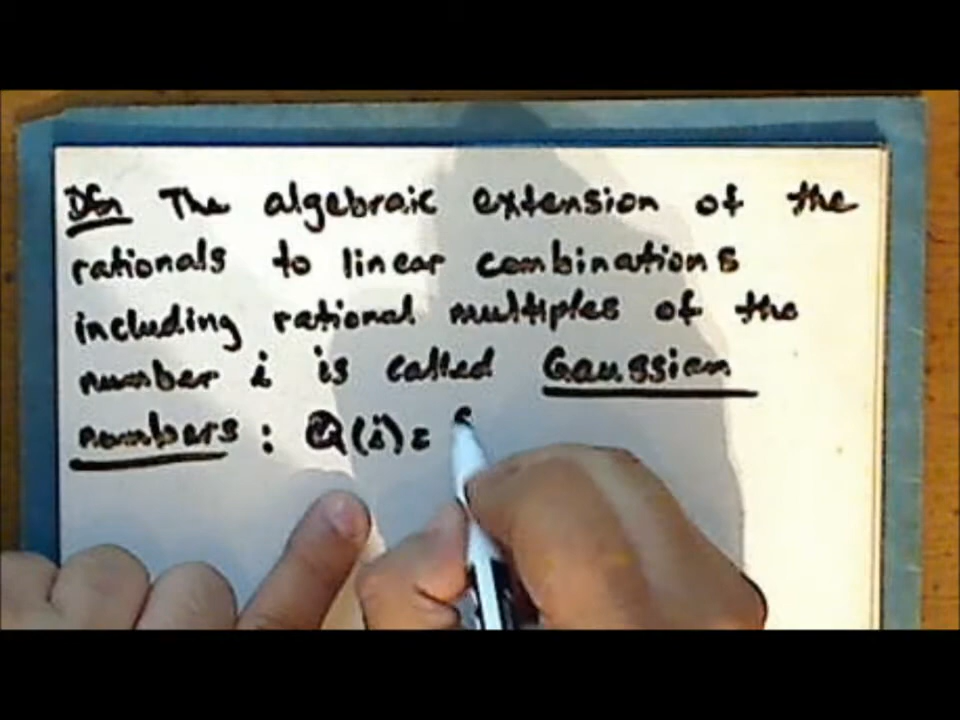 Dfn The algebraic extension of the
rationals to linear combinations
including rational multiples of the
number i is called Gaussian
numbers : ℚ(i)=